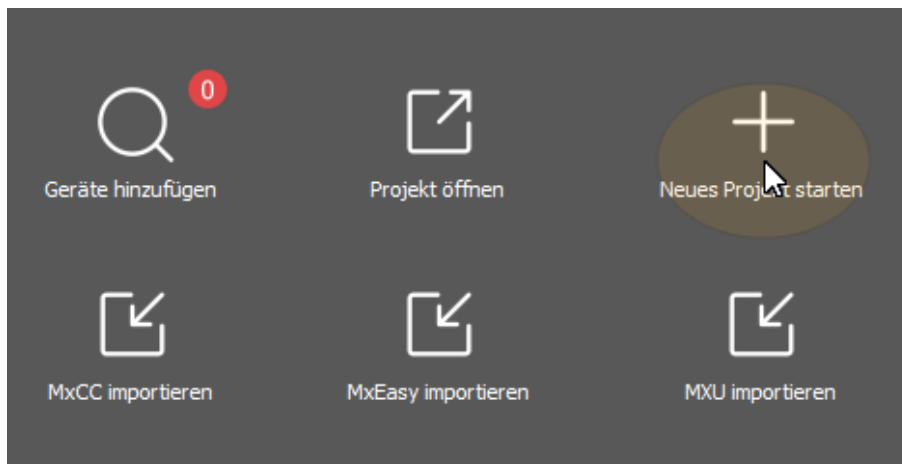 0
Geräte hinzufügen
Projekt öffnen
Neues Projekt starten
MxCC importieren
MxEasy importieren
MXU importieren